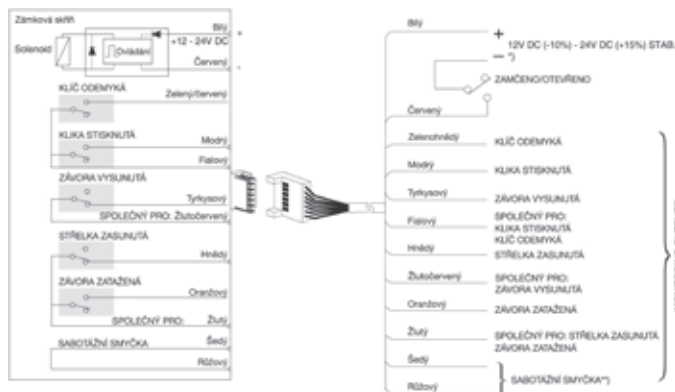 Zámková skříň
Bílý
+
+12 - 24V DC
Solenoid
Ovládání
Červený
-
KLÍČ ODEMYKÁ
Zelený/červený
KLIKA STISKNUTÁ
Modrý
Fialový
ZÁVORA VYSUNUTÁ
Tyrkysový
SPOLEČNÝ PRO: Žlutočervený
STŘELKA ZASUNUTÁ
Hnědý
ZÁVORA ZATAŽENÁ
Oranžový
SPOLEČNÝ PRO: Žlutý
SABOTÁŽNÍ SMYČKA
Šedý
Růžový
Bílý
+
12V DC (-10%) - 24V DC (+15%) STAB.
— *)
ZAMČENO/OTEVŘENO
Červený
Zelenohnědý
KLÍČ ODEMYKÁ
Modrý
KLIKA STISKNUTÁ
Tyrkysový
ZÁVORA VYSUNUTÁ
Fialový
SPOLEČNÝ PRO:
KLIKA STISKNUTÁ
KLÍČ ODEMYKÁ
Hnědý
STŘELKA ZASUNUTÁ
Žlutočervený
SPOLEČNÝ PRO:
ZÁVORA VYSUNUTÁ
Oranžový
ZÁVORA ZATAŽENÁ
Žlutý
SPOLEČNÝ PRO: STŘELKA ZASUNUTÁ
ZÁVORA ZATAŽENÁ
Šedý
SABOTÁŽNÍ SMYČKA**)
Růžový